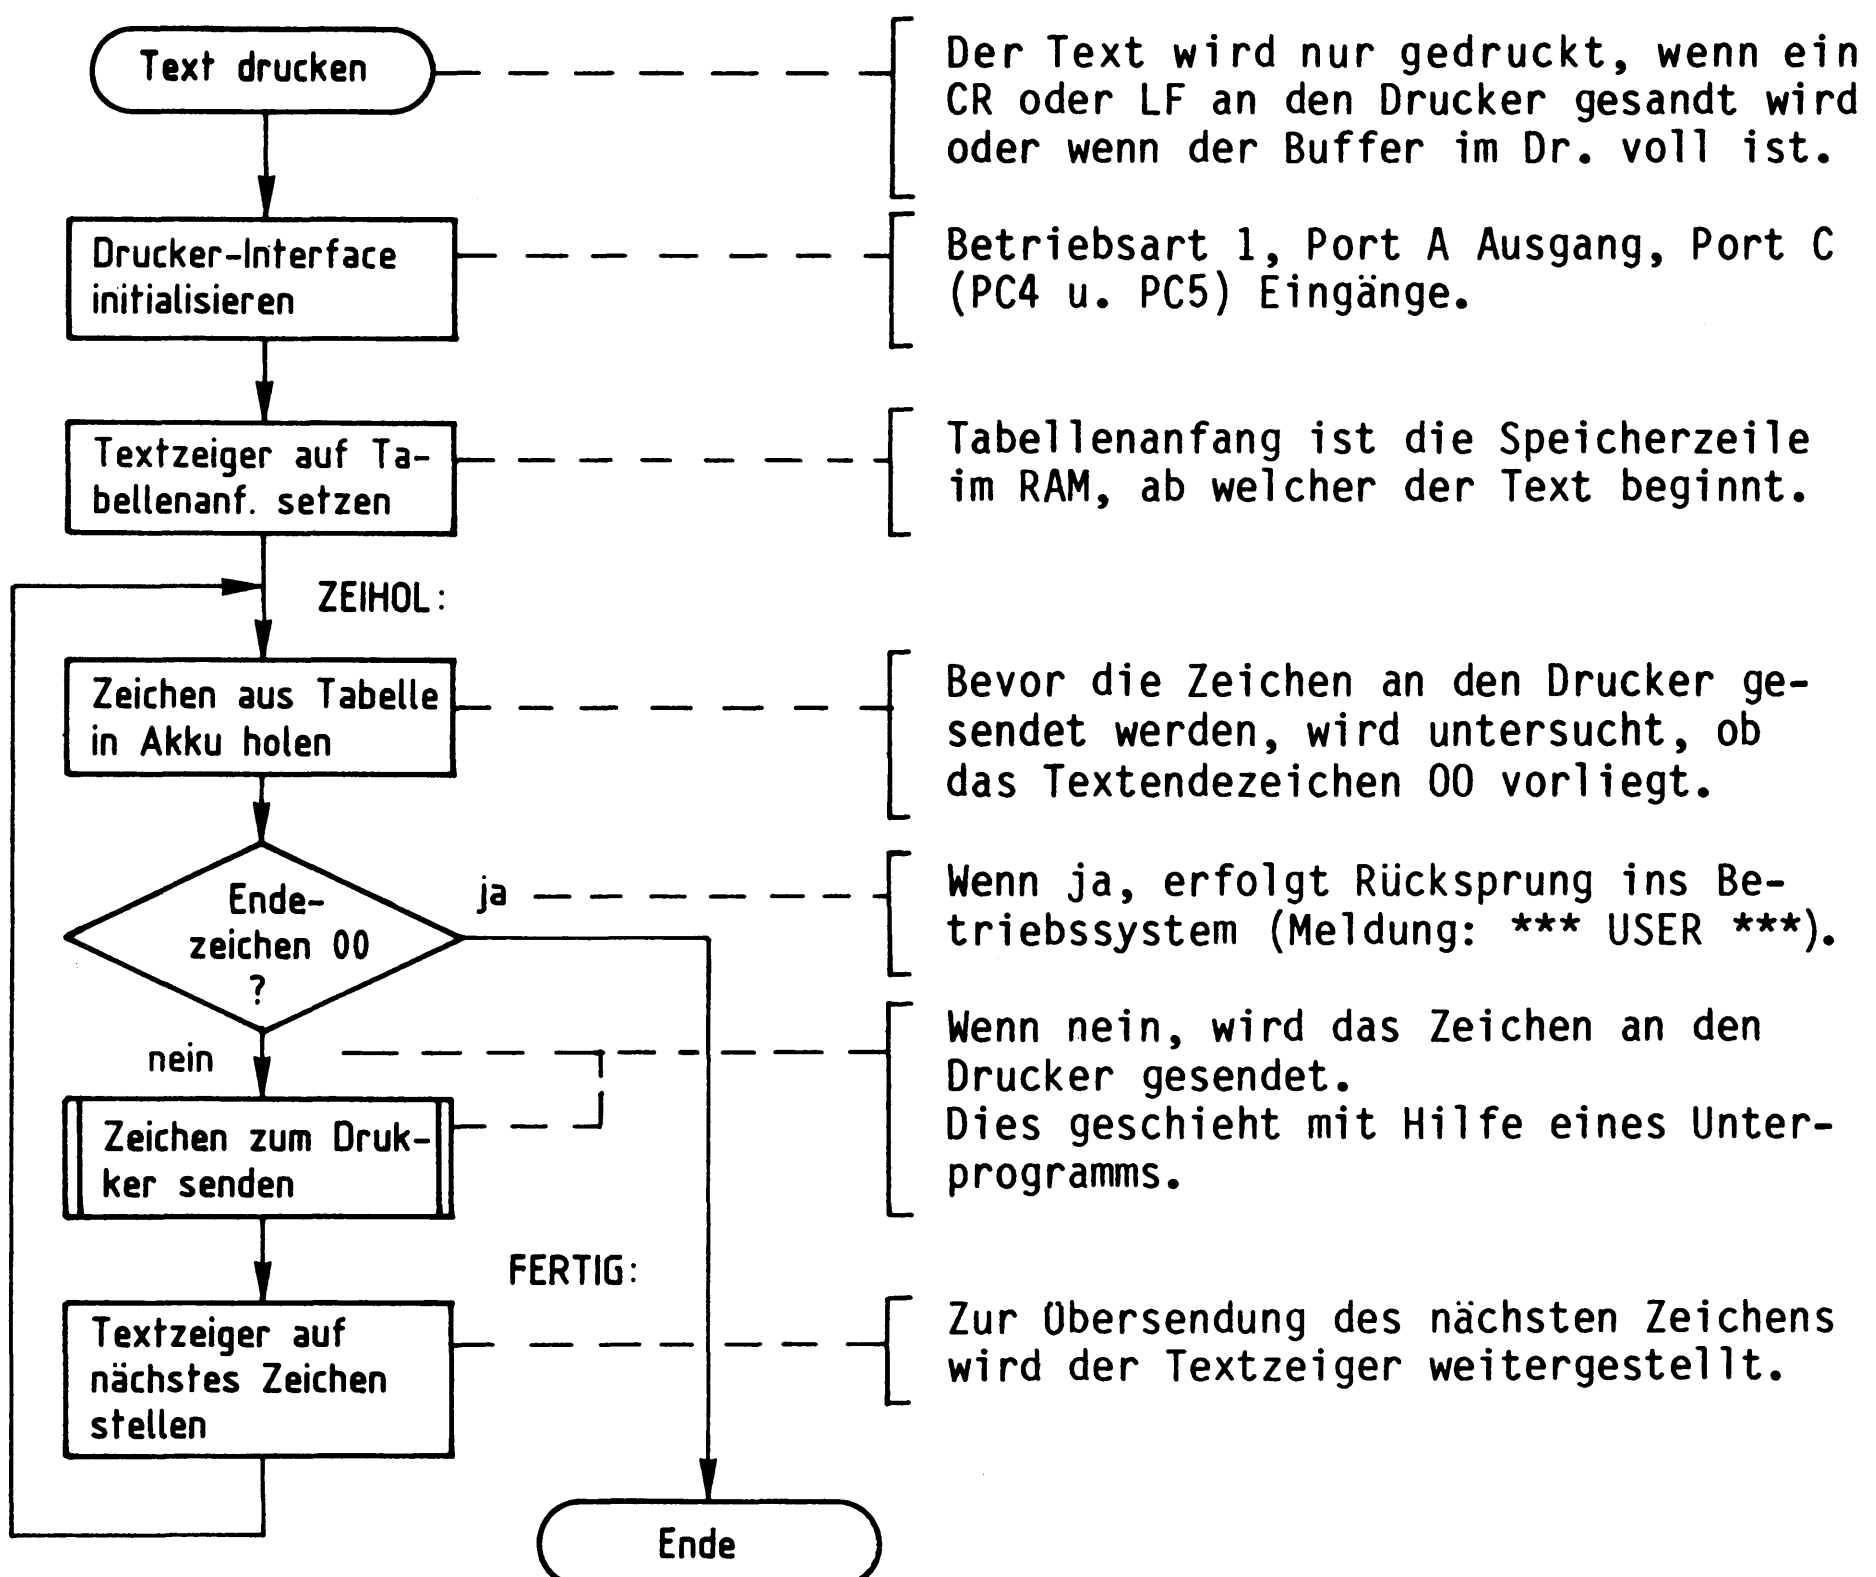 Text drucken
Der Text wird nur gedruckt, wenn ein
CR oder LF an den Drucker gesandt wird
oder wenn der Buffer im Dr. voll ist.
Drucker-Interface
initialisieren
Betriebsart 1, Port A Ausgang, Port C
(PC4 u. PC5) Eingänge.
Textzeiger auf Ta-
bellenanf. setzen
Tabellenanfang ist die Speicherzeile
im RAM, ab welcher der Text beginnt.
ZEIHOL:
Zeichen aus Tabelle
in Akku holen
Bevor die Zeichen an den Drucker ge-
sendet werden, wird untersucht, ob
das Textendezeichen 00 vorliegt.
Ende-
zeichen 00
?
ja
Wenn ja, erfolgt Rücksprung ins Be-
triebssystem (Meldung: *** USER ***).
nein
Wenn nein, wird das Zeichen an den
Drucker gesendet.
Dies geschieht mit Hilfe eines Unter-
programms.
Zeichen zum Druk-
ker senden
FERTIG:
Textzeiger auf
nächstes Zeichen
stellen
Zur Übersendung des nächsten Zeichens
wird der Textzeiger weitergestellt.
Ende